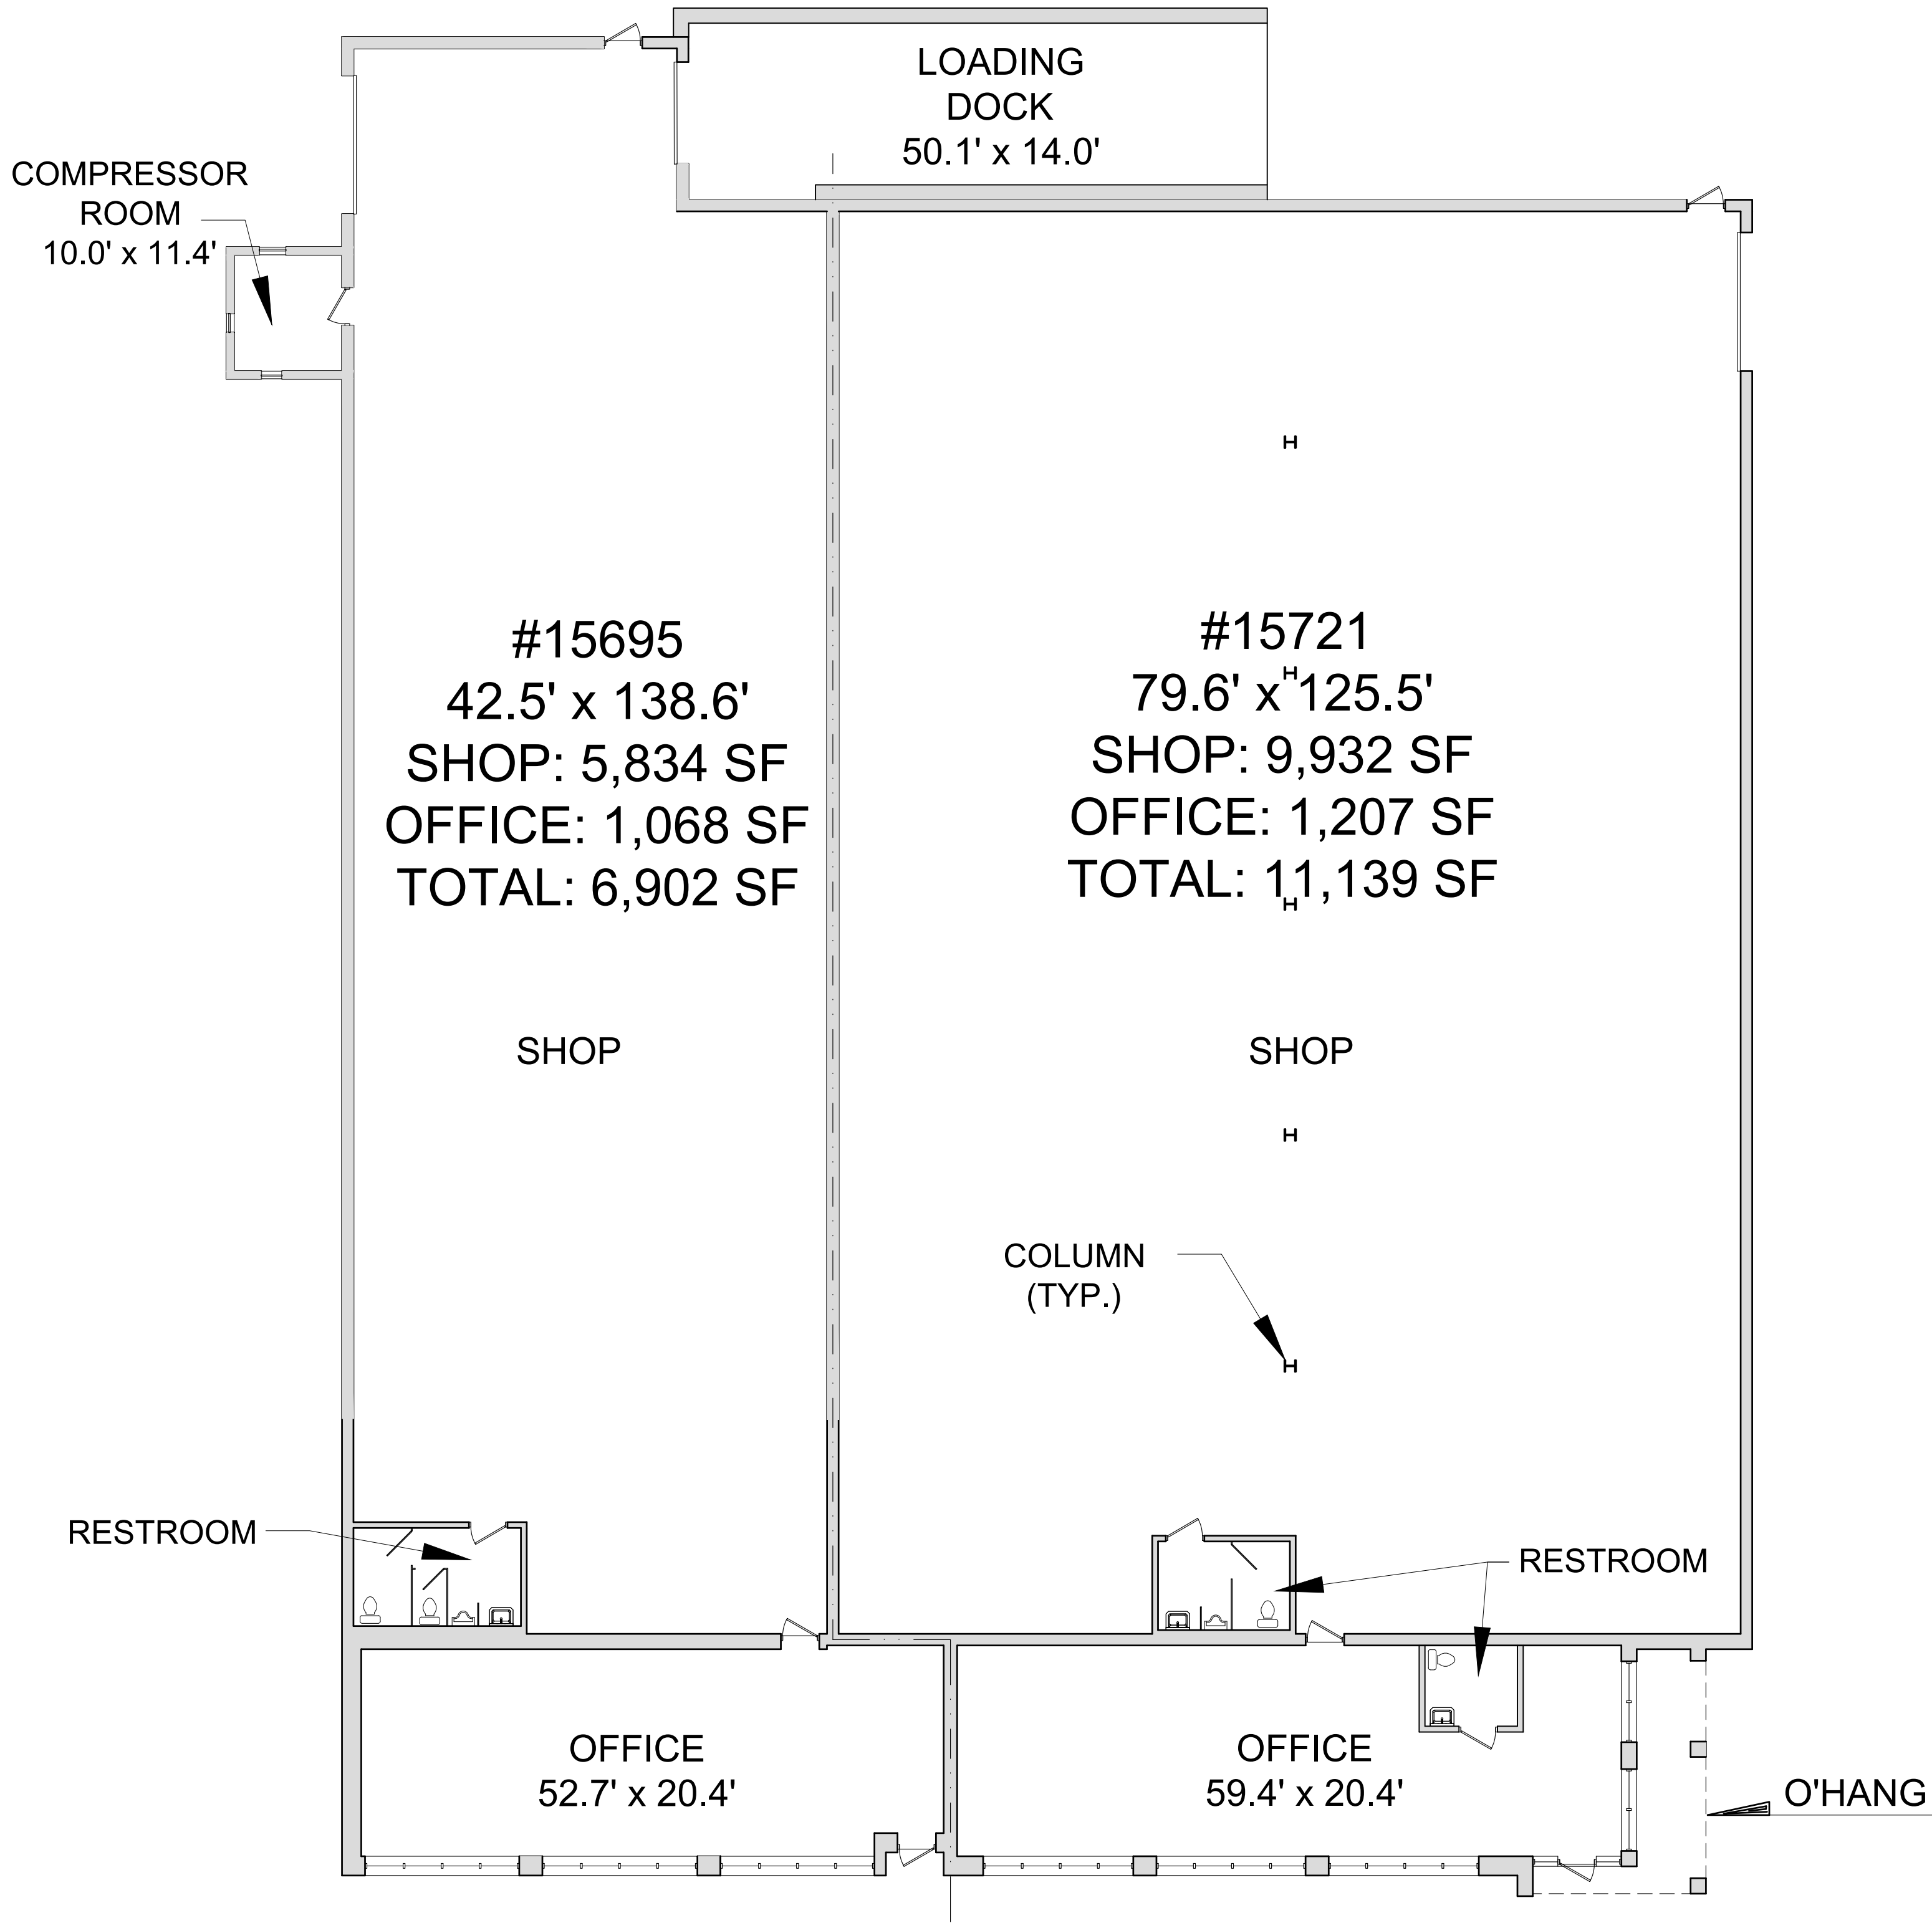 LOADING
DOCK
50.1' x 14.0'
COMPRESSOR
ROOM
10.0' x 11.4'
#15695
42.5' x 138.6'
SHOP: 5,834 SF
OFFICE: 1,068 SF
TOTAL: 6,902 SF
#15721
79.6' x 125.5'
SHOP: 9,932 SF
OFFICE: 1,207 SF
TOTAL: 11,139 SF
SHOP
SHOP
COLUMN
(TYP.)
RESTROOM
RESTROOM
OFFICE
52.7' x 20.4'
OFFICE
59.4' x 20.4'
O'HANG